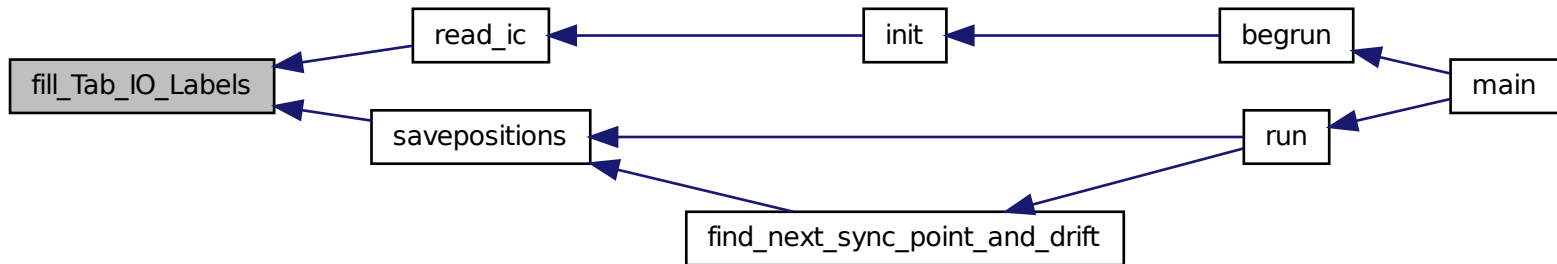 read_ic
init
begrun
fill_Tab_IO_Labels
main
savepositions
run
find_next_sync_point_and_drift